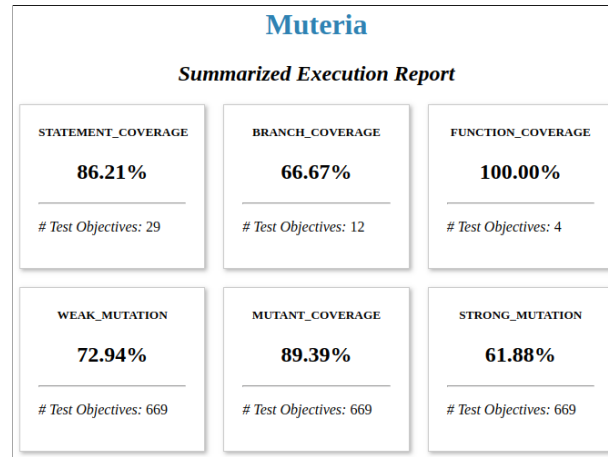 Muteria
Summarized Execution Report
STATEMENT_COVERAGE
86.21%
# Test Objectives: 29
BRANCH_COVERAGE
66.67%
# Test Objectives: 12
FUNCTION_COVERAGE
100.00%
# Test Objectives: 4
WEAK_MUTATION
72.94%
# Test Objectives: 669
MUTANT_COVERAGE
89.39%
# Test Objectives: 669
STRONG_MUTATION
61.88%
# Test Objectives: 669